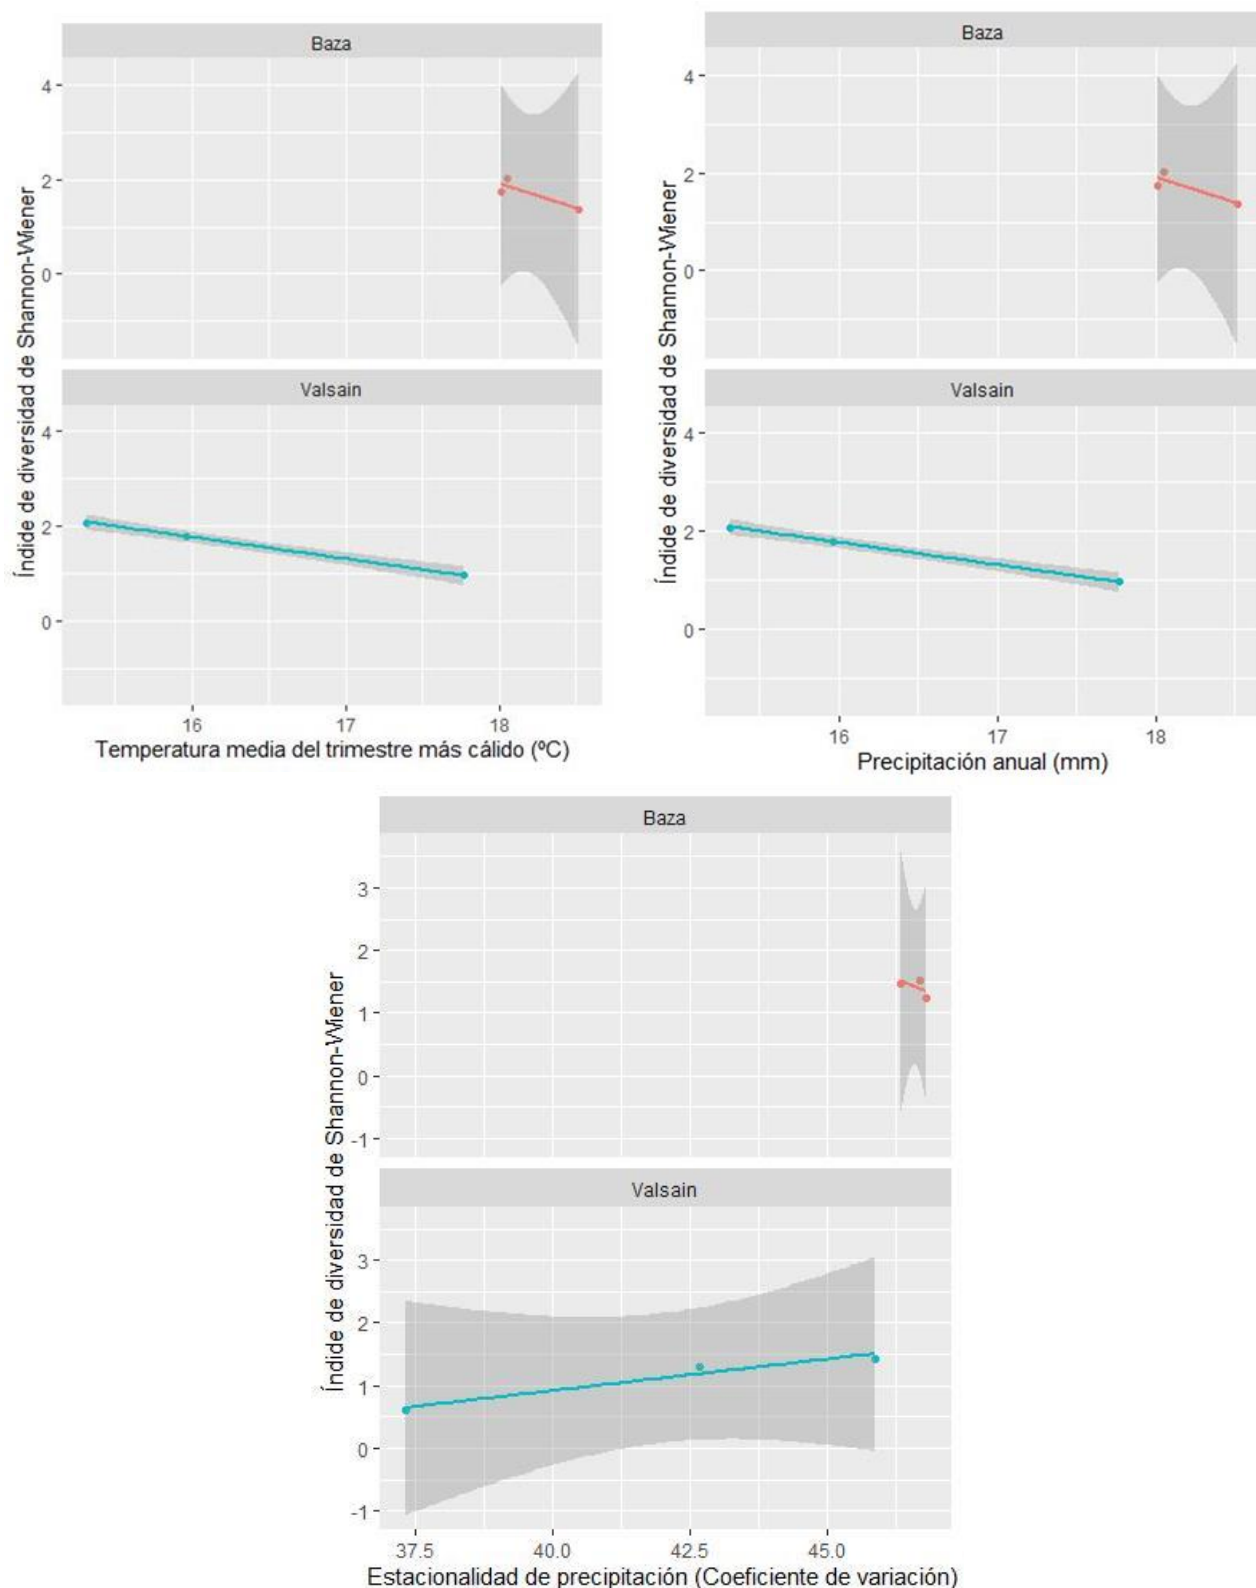 Baza
4
2
0
Valsain
4
2
0
16 17 18
Índide de diversidad de Shannon-Wiener
Temperatura media del trimestre más cálido (ºC)
Baza
4
2
0
Valsain
4
2
0
16 17 18
Índide de diversidad de Shannon-Wiener
Precipitación anual (mm)
Baza
3
2
1
0
-1
Valsain
3
2
1
0
-1
37.5 40.0 42.5 45.0
Índide de diversidad de Shannon-Wiener
Estacionalidad de precipitación (Coeficiente de variación)